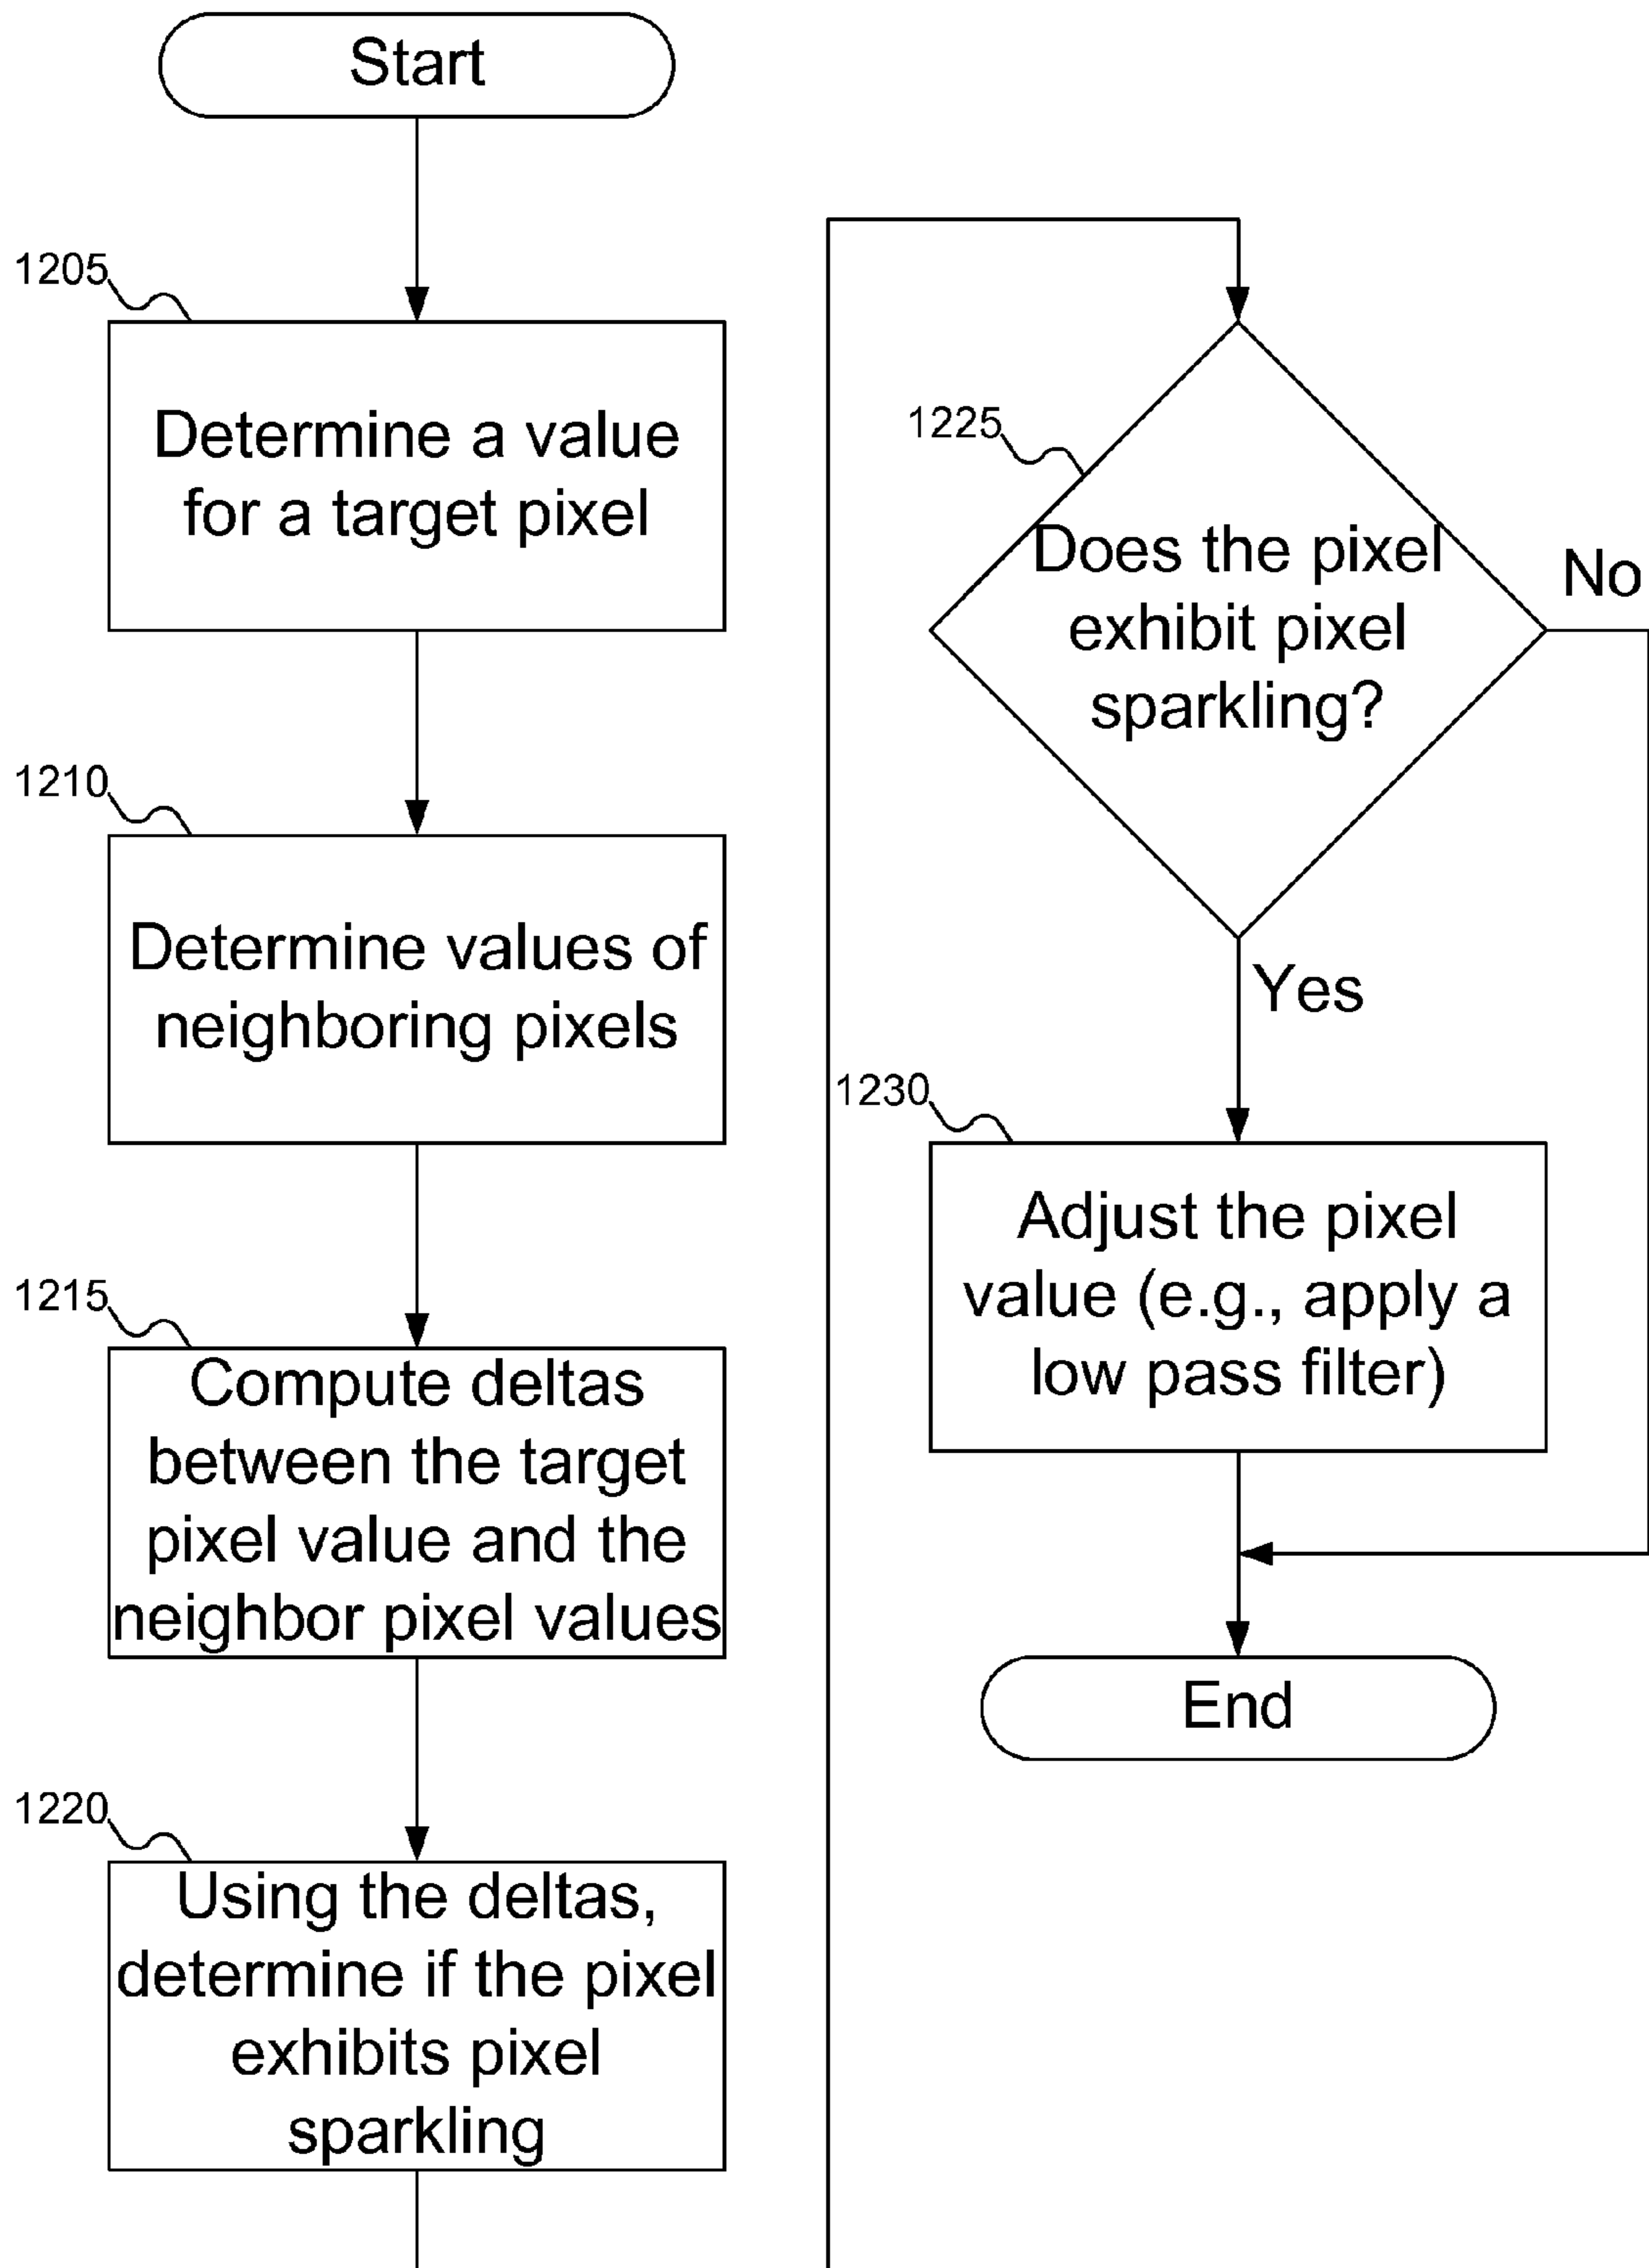 Start
1205
Determine a value
for a target pixel
1210
Determine values of
neighboring pixels
1215
Compute deltas
between the target
pixel value and the
neighbor pixel values
1220
Using the deltas,
determine if the pixel
exhibits pixel
sparkling
1225
Does the pixel
exhibit pixel
sparkling?
No
Yes
1230
Adjust the pixel
value (e.g., apply a
low pass filter)
End